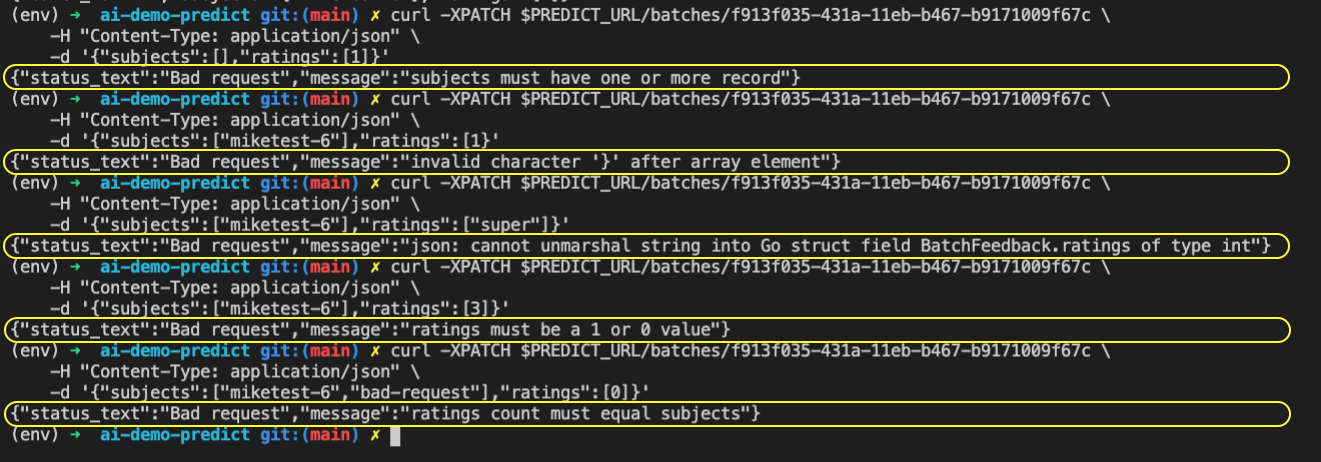 (env) → ai-demo-predict git:(main) ✗ curl -XPATCH $PREDICT_URL/batches/f913f035-431a-11eb-b467-b9171009f67c \
    -H "Content-Type: application/json" \
    -d '{"subjects":[],"ratings":[1]}'
{"status_text":"Bad request","message":"subjects must have one or more record"}
(env) → ai-demo-predict git:(main) ✗ curl -XPATCH $PREDICT_URL/batches/f913f035-431a-11eb-b467-b9171009f67c \
    -H "Content-Type: application/json" \
    -d '{"subjects":["miketest-6"],"ratings":[1}'
{"status_text":"Bad request","message":"invalid character '}' after array element"}
(env) → ai-demo-predict git:(main) ✗ curl -XPATCH $PREDICT_URL/batches/f913f035-431a-11eb-b467-b9171009f67c \
    -H "Content-Type: application/json" \
    -d '{"subjects":["miketest-6"],"ratings":["super"]}'
{"status_text":"Bad request","message":"json: cannot unmarshal string into Go struct field BatchFeedback.ratings of type int"}
(env) → ai-demo-predict git:(main) ✗ curl -XPATCH $PREDICT_URL/batches/f913f035-431a-11eb-b467-b9171009f67c \
    -H "Content-Type: application/json" \
    -d '{"subjects":["miketest-6"],"ratings":[3]}'
{"status_text":"Bad request","message":"ratings must be a 1 or 0 value"}
(env) → ai-demo-predict git:(main) ✗ curl -XPATCH $PREDICT_URL/batches/f913f035-431a-11eb-b467-b9171009f67c \
    -H "Content-Type: application/json" \
    -d '{"subjects":["miketest-6","bad-request"],"ratings":[0]}'
{"status_text":"Bad request","message":"ratings count must equal subjects"}
(env) → ai-demo-predict git:(main) ✗